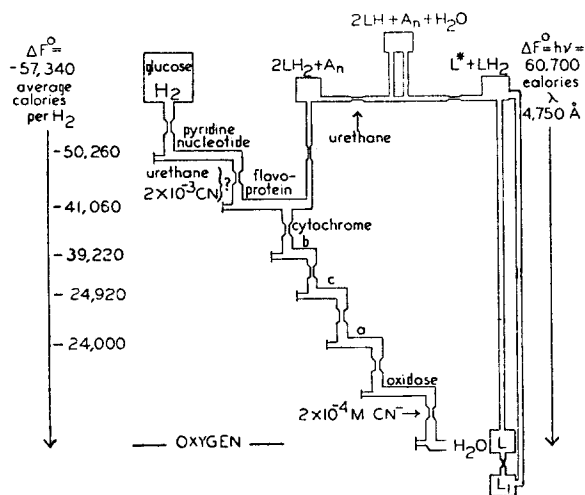 ΔF°=
-57,340
average
calories
per H2
glucose
H2
2LH+An+H2O
2LH2+An
L*+LH2
ΔF°hν=
60,700
ealories
λ
4,750 Å
urethane
pyridine
nucleotide
-50,260
urethane
2×10-3CN
?
flavo-
protein
-41,060
cytochrome
b
-39,220
c
-24,920
a
-24,000
oxidase
2×10-4M CN-→
OXYGEN
H2O
L
L1